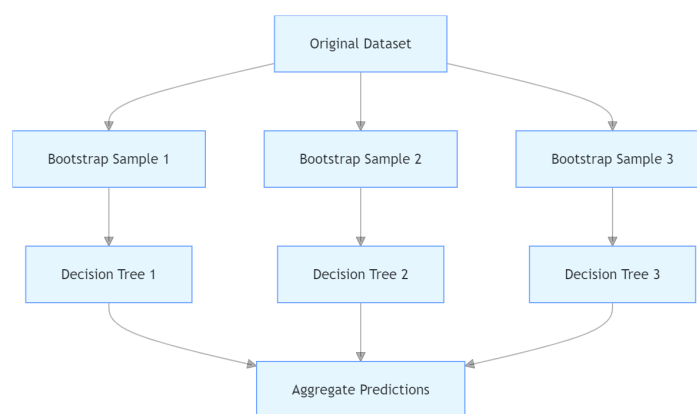 Original Dataset
Bootstrap Sample 1
Bootstrap Sample 2
Bootstrap Sample 3
Decision Tree 1
Decision Tree 2
Decision Tree 3
Aggregate Predictions